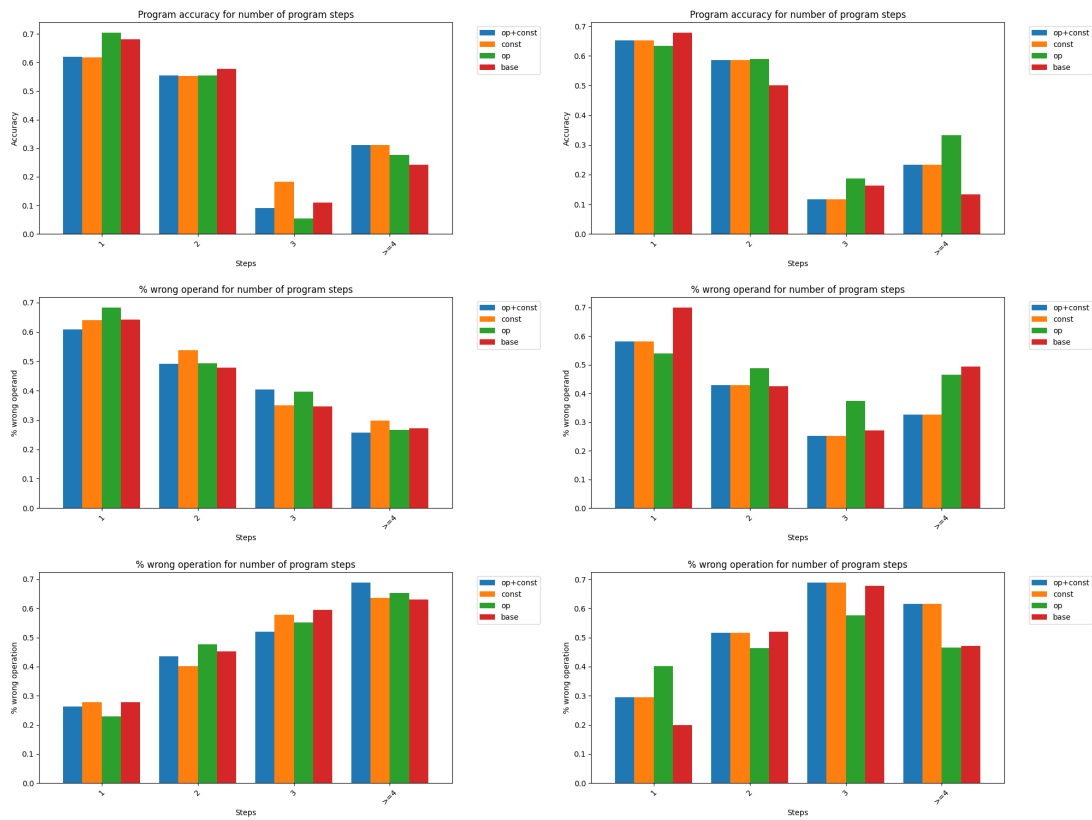 Program accuracy for number of program steps
Accuracy
0.7
0.6
0.5
0.4
0.3
0.2
0.1
0.0
1
2
3
>=4
Steps
op+const
const
op
base
Program accuracy for number of program steps
Accuracy
0.7
0.6
0.5
0.4
0.3
0.2
0.1
0.0
1
2
3
>=4
Steps
op+const
const
op
base
% wrong operand for number of program steps
% wrong operand
0.7
0.6
0.5
0.4
0.3
0.2
0.1
0.0
1
2
3
>=4
Steps
op+const
const
op
base
% wrong operand for number of program steps
% wrong operand
0.7
0.6
0.5
0.4
0.3
0.2
0.1
0.0
1
2
3
>=4
Steps
op+const
const
op
base
% wrong operation for number of program steps
% wrong operation
0.7
0.6
0.5
0.4
0.3
0.2
0.1
0.0
1
2
3
>=4
Steps
op+const
const
op
base
% wrong operation for number of program steps
% wrong operation
0.7
0.6
0.5
0.4
0.3
0.2
0.1
0.0
1
2
3
>=4
Steps
op+const
const
op
base